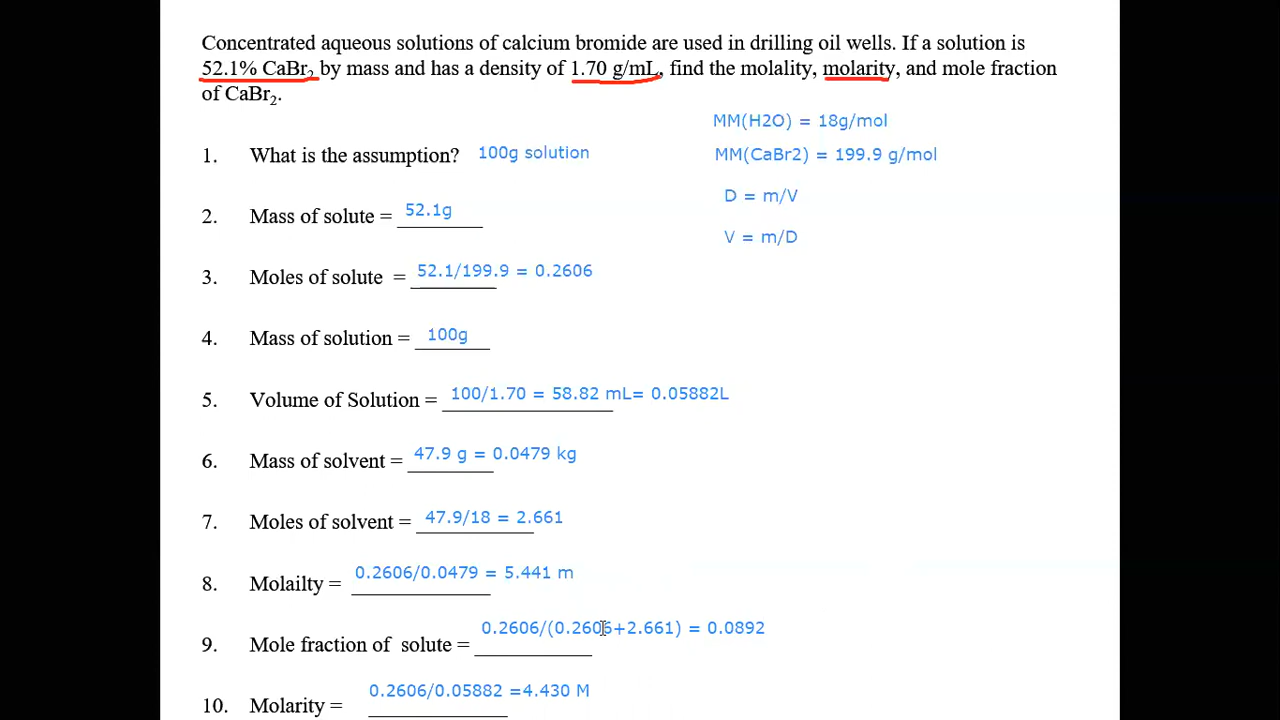 Concentrated aqueous solutions of calcium bromide are used in drilling oil wells. If a solution is
52.1% CaBr2 by mass and has a density of 1.70 g/mL, find the molality, molarity, and mole fraction
of CaBr2.
MM(H2O) = 18g/mol
1. What is the assumption? 100g solution
MM(CaBr2) = 199.9 g/mol
D = m/V
2. Mass of solute = 52.1g
V = m/D
3. Moles of solute = 52.1/199.9 = 0.2606
4. Mass of solution = 100g
5. Volume of Solution = 100/1.70 = 58.82 mL= 0.05882L
6. Mass of solvent = 47.9 g = 0.0479 kg
7. Moles of solvent = 47.9/18 = 2.661
8. Molailty = 0.2606/0.0479 = 5.441 m
9. Mole fraction of solute = 0.2606/(0.2606+2.661) = 0.0892
10. Molarity = 0.2606/0.05882 =4.430 M